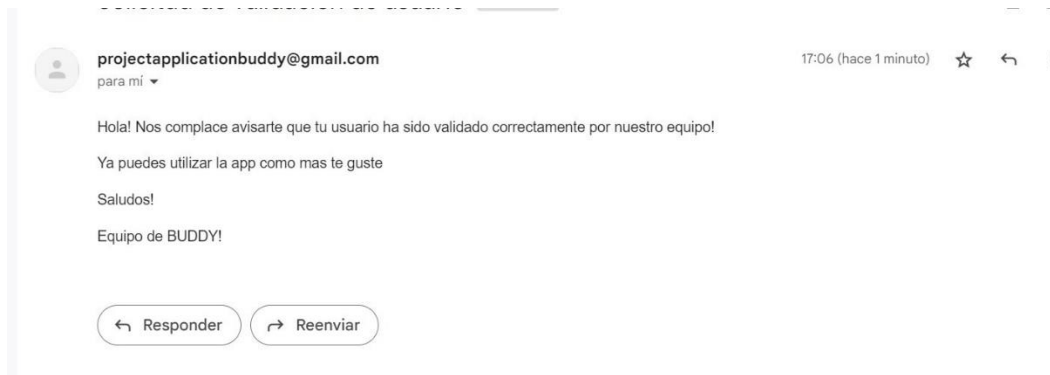 projectapplicationbuddy@gmail.com
17:06 (hace 1 minuto)
para mí
Hola! Nos complace avisarte que tu usuario ha sido validado correctamente por nuestro equipo!
Ya puedes utilizar la app como mas te guste
Saludos!
Equipo de BUDDY!
Responder
Reenviar